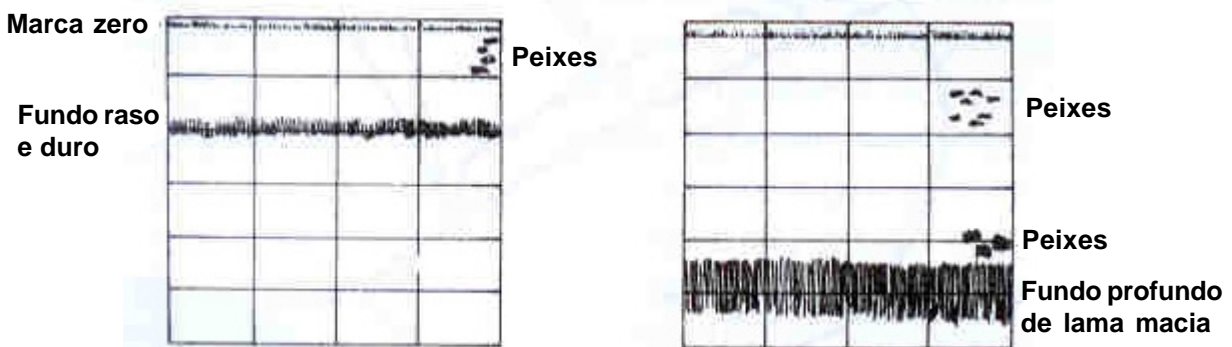 Marca zero
Peixes
Fundo raso
e duro
Peixes
Peixes
Fundo profundo
de lama macia